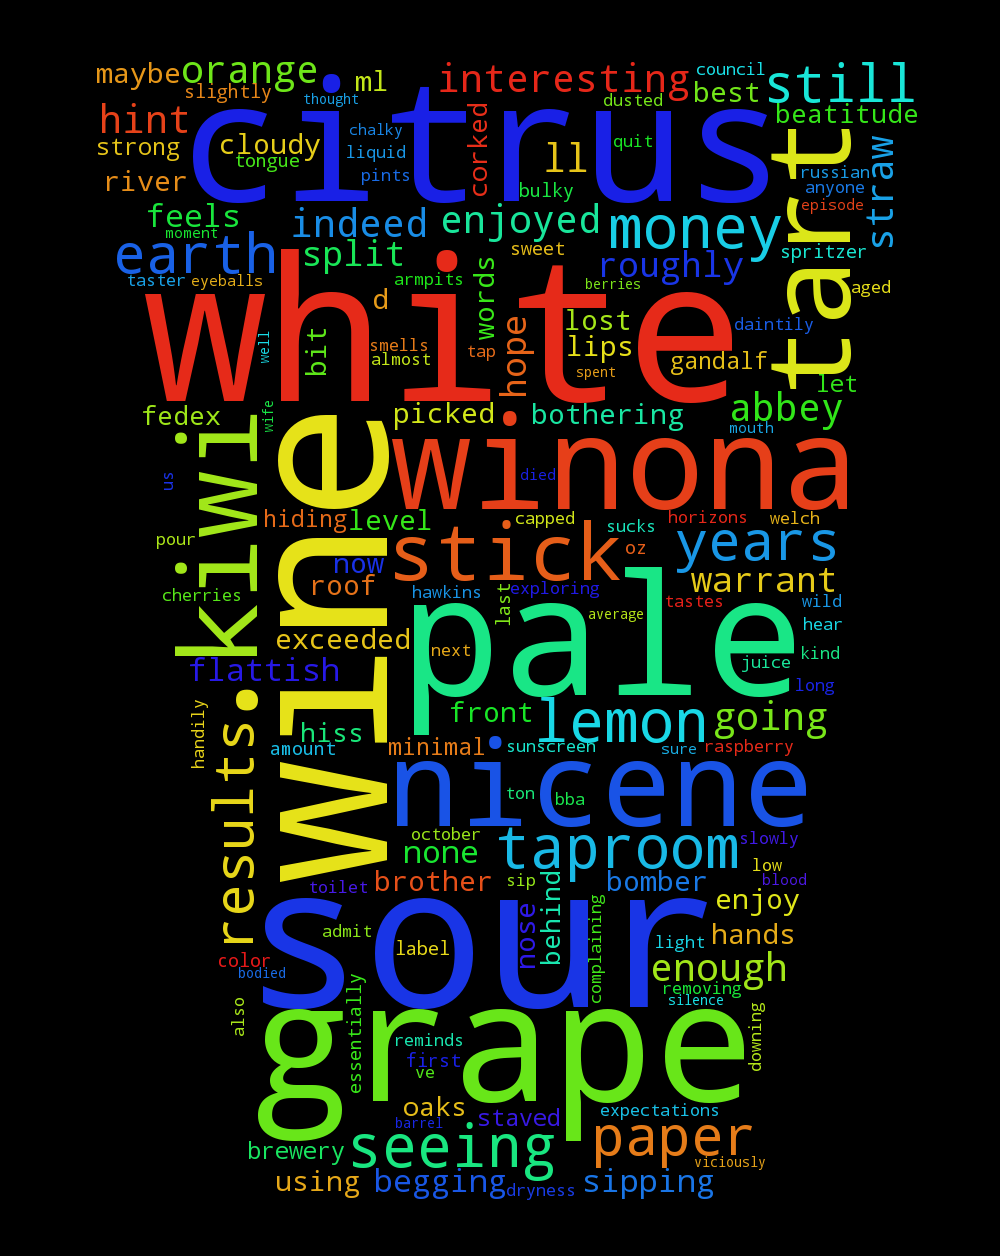 maybe
orange
slightly
thought
ml
interesting
council
best
still
dusted
beatitude
hint
strong
cloudy
tongue
chalky
liquid
pints
citrus
corked
ll
quit
bulky
river
russian
anyone
episode
straw
tart
feels
moment
indeed
enjoyed
money
spritzer
earth
split
sweet
roughly
taster
eyeballs
armpits
words
berries
aged
white
d
bit
well
smells
almost
tap
hope
lost
lips
spent
daintily
gandalf
let
fedex
wife
picked
bothering
abbey
mouth
kiwi
wine
winona
us
died
hiding
level
capped
sucks
horizons
welch
pour
now
stick
oz
years
roof
cherries
hawkins
last
exploring
tastes
warrant
wild
average
hear
exceeded
pale
next
juice
kind
flattish
long
handily
results
hiss
front
lemon
going
amount
minimal
sunscreen
sure
raspberry
nicene
ton
bba
october
none
taproom
slowly
low
toilet
brother
sip
bomber
blood
enjoy
behind
sour
admit
label
nose
complaining
light
hands
color
bodied
enough
removing
silence
also
essentially
grape
reminds
first
ve
downing
oaks
barrel
staved
expectations
brewery
seeing
paper
viciously
using
begging
dryness
sipping